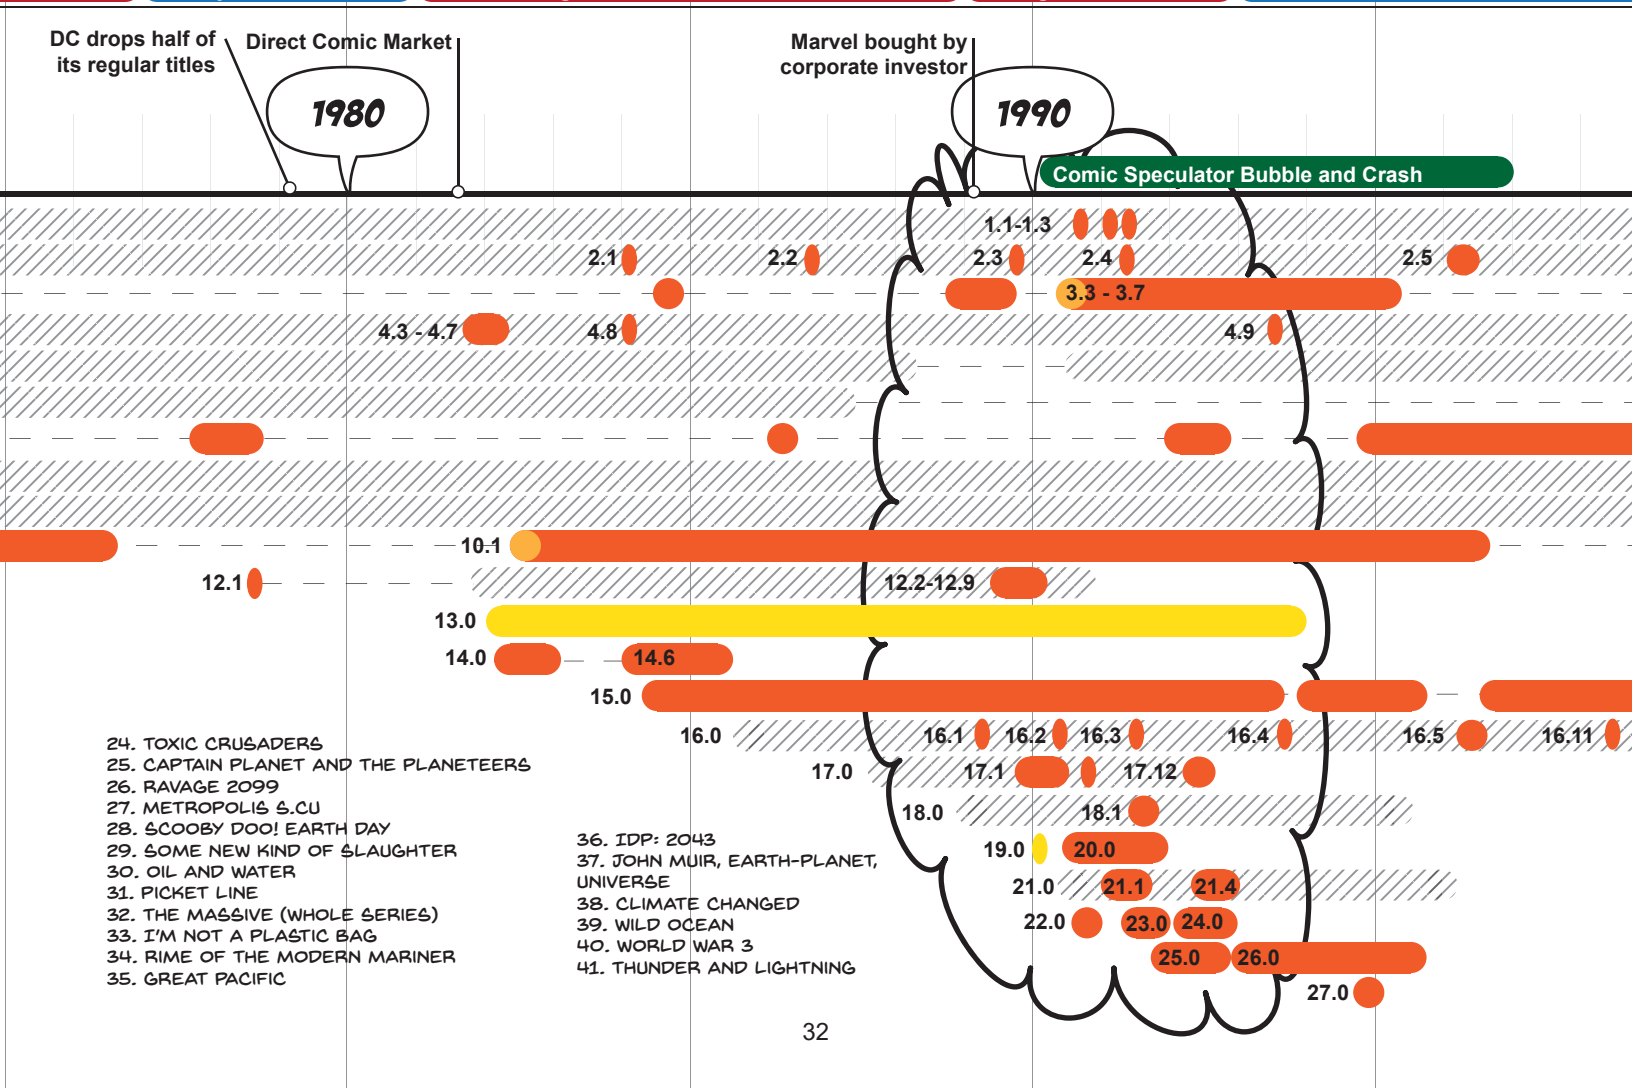 DC drops half of
its regular titles
Direct Comic Market
Marvel bought by
corporate investor
1980
1990
Comic Speculator Bubble and Crash
1.1-1.3
2.1
2.2
2.3
2.4
2.5
3.3 - 3.7
4.3 - 4.7
4.8
4.9
10.1
12.1
12.2-12.9
13.0
14.0
14.6
15.0
16.0
16.1
16.2
16.3
16.4
16.5
16.11
17.0
17.1
17.12
18.0
18.1
19.0
20.0
21.0
21.1
21.4
22.0
23.0
24.0
25.0
26.0
27.0
24. TOXIC CRUSADERS
25. CAPTAIN PLANET AND THE PLANETEERS
26. RAVAGE 2099
27. METROPOLIS S.CU
28. SCOOBY DOO! EARTH DAY
29. SOME NEW KIND OF SLAUGHTER
30. OIL AND WATER
31. PICKET LINE
32. THE MASSIVE (WHOLE SERIES)
33. I'M NOT A PLASTIC BAG
34. RIME OF THE MODERN MARINER
35. GREAT PACIFIC
36. IDP: 2043
37. JOHN MUIR, EARTH-PLANET,
UNIVERSE
38. CLIMATE CHANGED
39. WILD OCEAN
40. WORLD WAR 3
41. THUNDER AND LIGHTNING
32